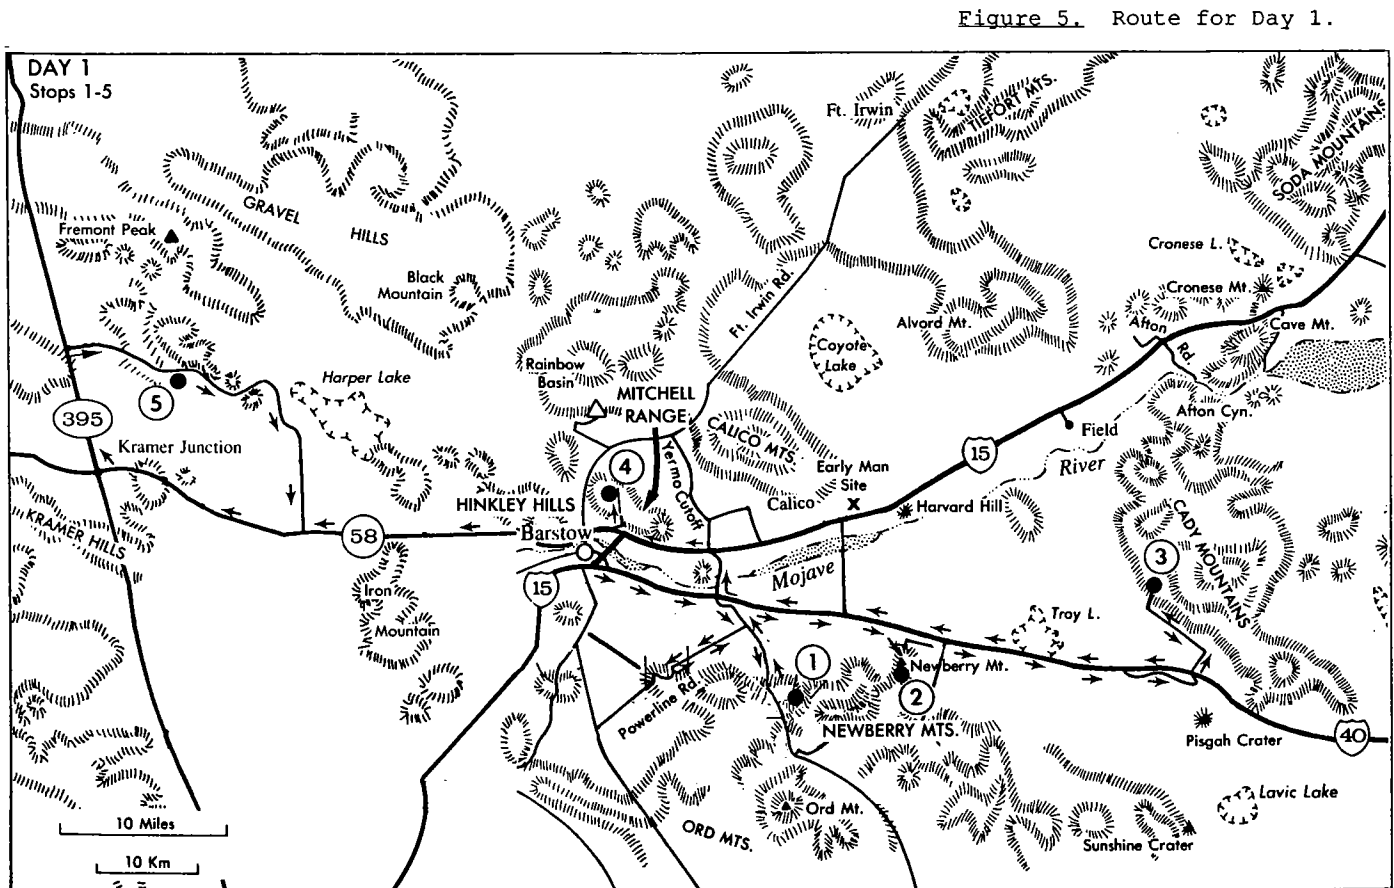 Figure 5. Route for Day 1.
DAY 1
Stops 1-5
Ft. Irwin
TIEFORT MTS.
SODA MOUNTAINS
GRAVEL
HILLS
Fremont Peak
Black
Mountain
Ft. Irwin Rd.
Cronese L.
Cronese Mt.
Alvord Mt.
Afton
Rd.
Cave Mt.
Coyote
Lake
Rainbow
Basin
Harper Lake
MITCHELL
RANGE
5
395
Kramer Junction
CALICO MTS.
Afton Cyn.
Field
15
River
Early Man
Site
4
Yermo Cutoff
Calico
X
Harvard Hill
HINKLEY HILLS
KRAMER HILLS
58
Barstow
CADY MOUNTAINS
3
Mojave
15
Iron
Mountain
Troy L.
1
Newberry Mt.
2
Powerline Rd.
NEWBERRY MTS.
Pisgah Crater
40
Lavic Lake
Ord Mt.
ORD MTS.
Sunshine Crater
10 Miles
10 Km